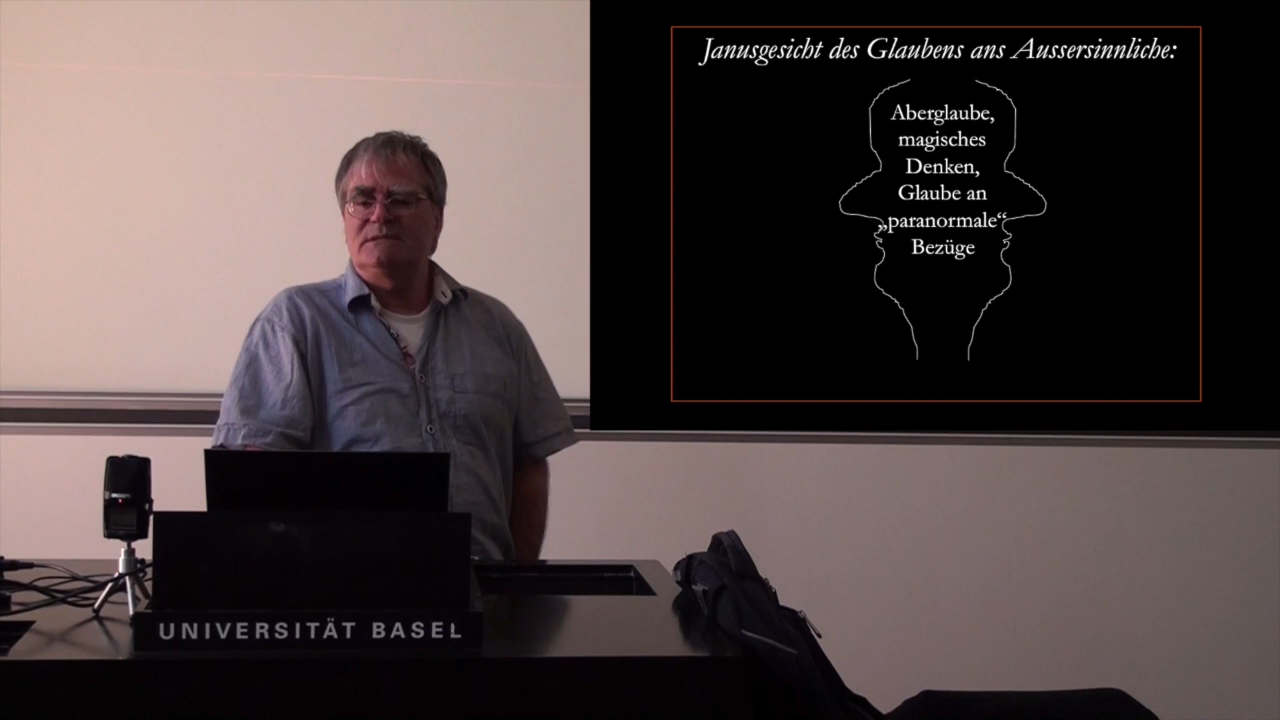 Janusgesicht des Glaubens ans Aussersinnliche:
Aberglaube,
magisches
Denken,
Glaube an
„paranormale“
Bezüge
UNIVERSITÄT BASEL